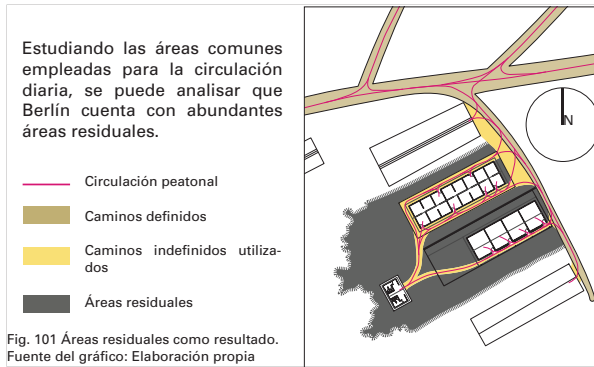 Estudiando las áreas comunes
empleadas para la circulación
diaria, se puede analisar que
Berlín cuenta con abundantes
áreas residuales.
Circulación peatonal
Caminos definidos
Caminos indefinidos utiliza-
dos
Áreas residuales
Fig. 101 Áreas residuales como resultado.
Fuente del gráfico: Elaboración propia
N